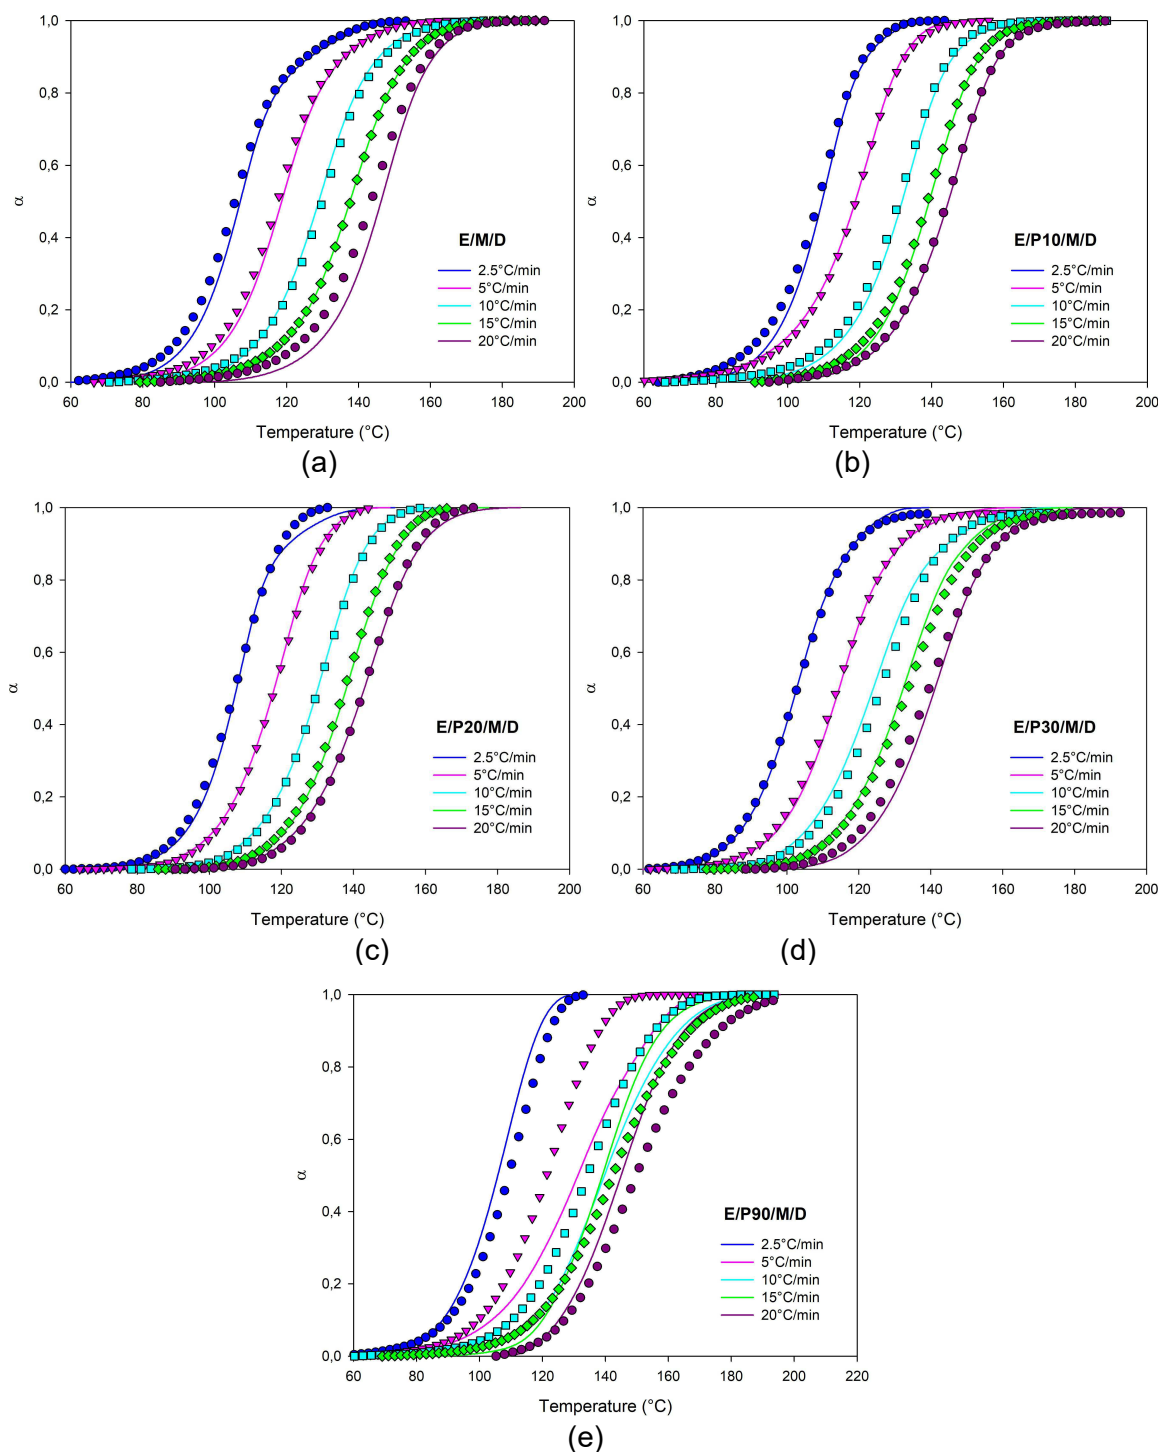 1,0
0,8
0,6
0,4
0,2
0,0
α
60 80 100 120 140 160 180 200
Temperature (°C)
E/M/D
2.5°C/min
5°C/min
10°C/min
15°C/min
20°C/min
(a)
1,0
0,8
0,6
0,4
0,2
0,0
α
60 80 100 120 140 160 180 200
Temperature (°C)
E/P10/M/D
2.5°C/min
5°C/min
10°C/min
15°C/min
20°C/min
(b)
1,0
0,8
0,6
0,4
0,2
0,0
α
60 80 100 120 140 160 180 200
Temperature (°C)
E/P20/M/D
2.5°C/min
5°C/min
10°C/min
15°C/min
20°C/min
(c)
1,0
0,8
0,6
0,4
0,2
0,0
α
60 80 100 120 140 160 180 200
Temperature (°C)
E/P30/M/D
2.5°C/min
5°C/min
10°C/min
15°C/min
20°C/min
(d)
1,0
0,8
0,6
0,4
0,2
0,0
α
60 80 100 120 140 160 180 200 220
Temperature (°C)
E/P90/M/D
2.5°C/min
5°C/min
10°C/min
15°C/min
20°C/min
(e)